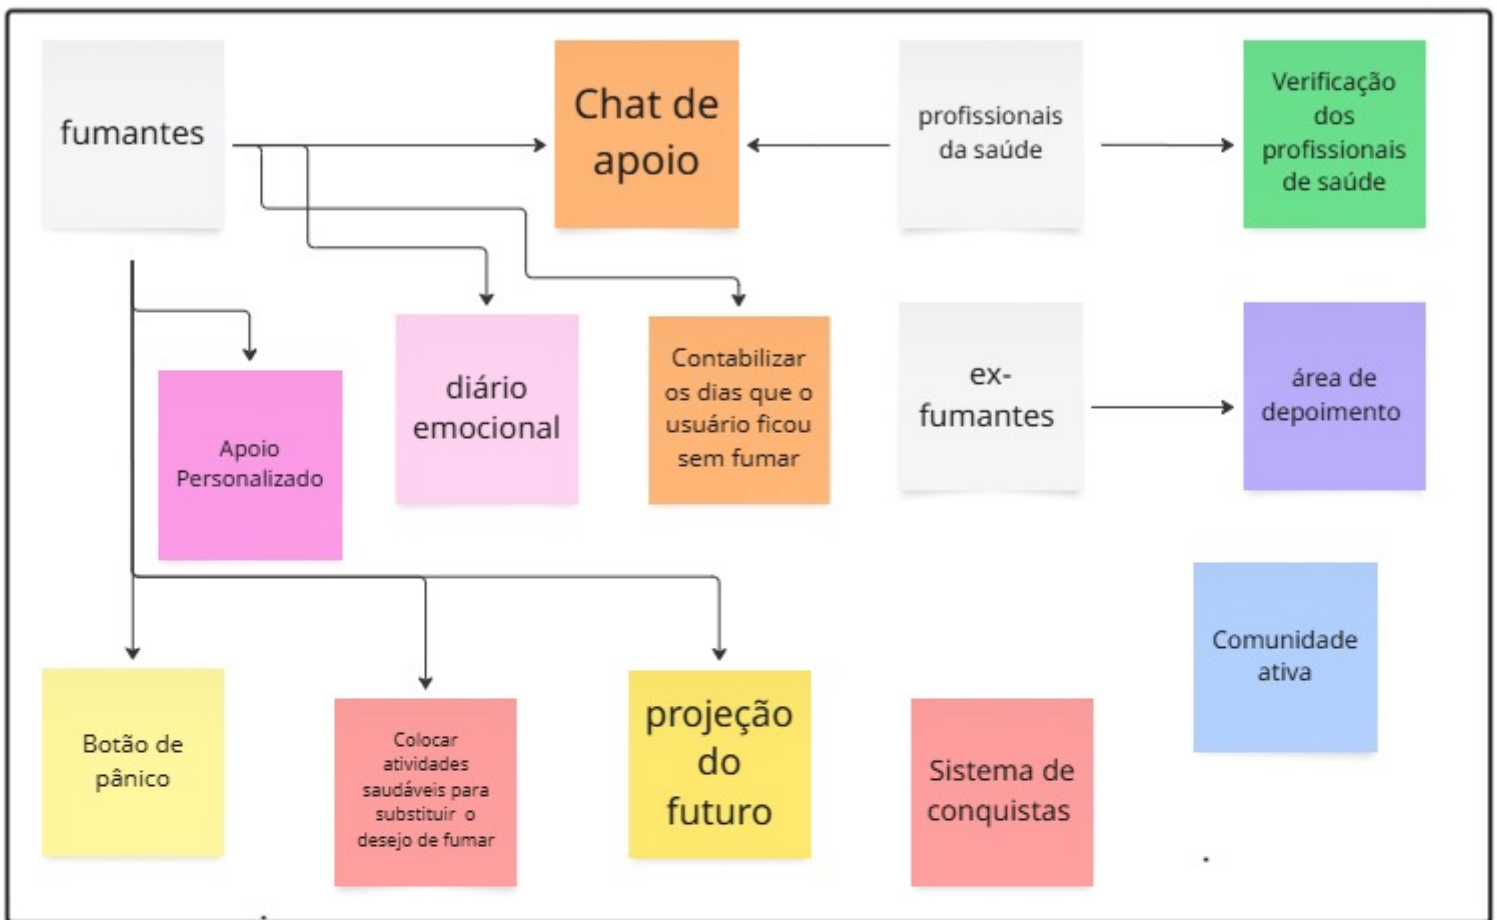 fumantes
Chat de
apoio
profissionais
da saúde
Verificação
dos
profissionais
de saúde
Apoio
Personalizado
diário
emocional
Contabilizar
os dias que o
usuário ficou
sem fumar
ex-
fumantes
área de
depoimento
Comunidade
ativa
Botão de
pânico
Colocar
atividades
saudáveis para
substituir o
desejo de fumar
projeção
do
futuro
Sistema de
conquistas